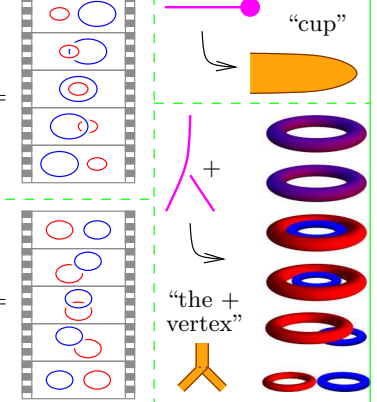 “cup”
=
+
“the +
vertex”
=